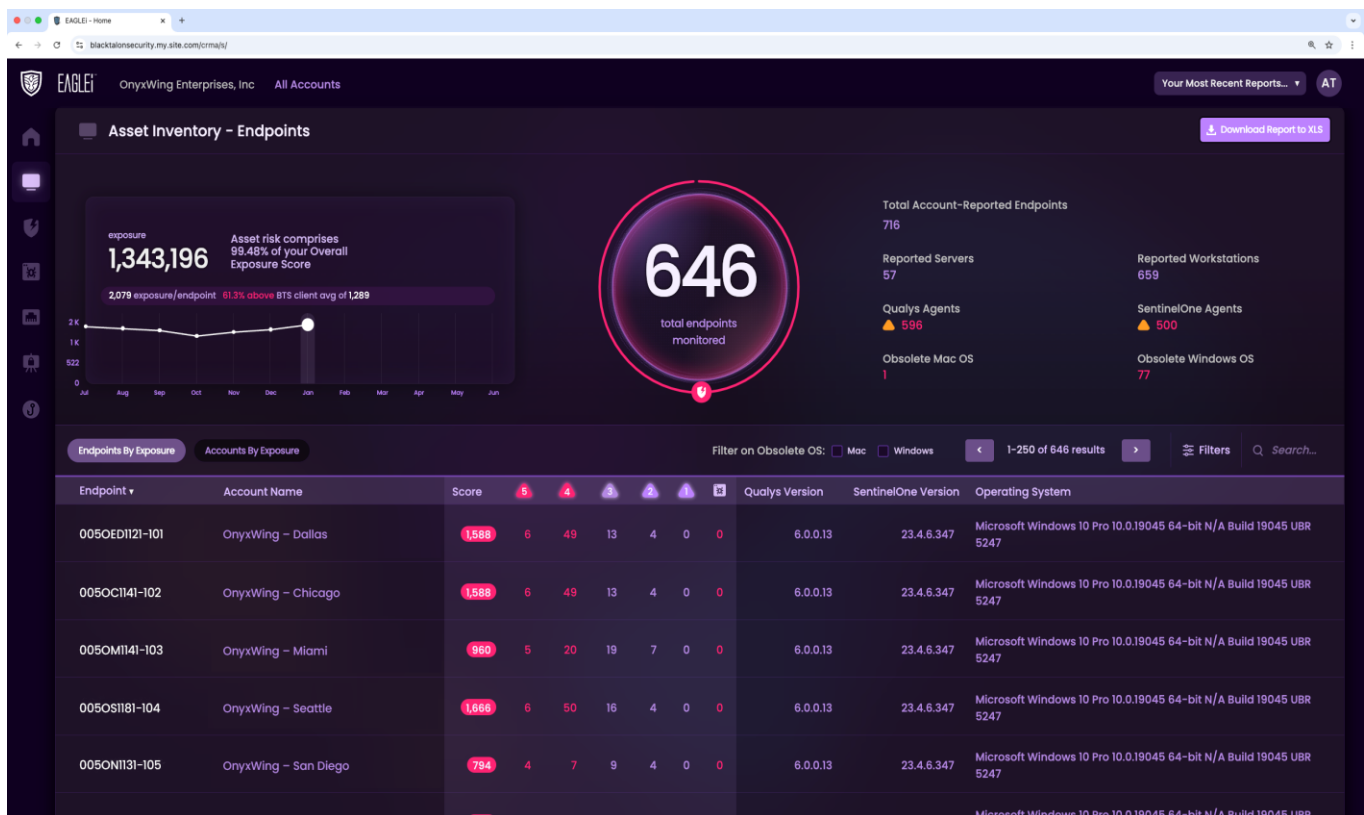 EAGLEi - Home
blacktalonsecurity.my.site.com/crma/s/
EAGLEi OnyxWing Enterprises, Inc All Accounts Your Most Recent Reports... AT
Asset Inventory - Endpoints
Download Report to XLS
exposure
1,343,196
Asset risk comprises
99.48% of your Overall
Exposure Score
2,079 exposure/endpoint 61.3% above BTS client avg of 1,289
2 K
1 K
522
0
Jul Aug Sep Oct Nov Dec Jan Feb Mar Apr May Jun
646
total endpoints
monitored
Total Account-Reported Endpoints
716
Reported Servers
57
Reported Workstations
659
Qualys Agents
596
SentinelOne Agents
500
Obsolete Mac OS
1
Obsolete Windows OS
77
Endpoints By Exposure Accounts By Exposure Filter on Obsolete OS: Mac Windows 1-250 of 646 results Filters Search...
Endpoint Account Name Score 5 4 3 2 1 Qualys Version SentinelOne Version Operating System
005OED1121-101 OnyxWing – Dallas 1,588 6 49 13 4 0 0 6.0.0.13 23.4.6.347 Microsoft Windows 10 Pro 10.0.19045 64-bit N/A Build 19045 UBR
5247
005OC1141-102 OnyxWing – Chicago 1,588 6 49 13 4 0 0 6.0.0.13 23.4.6.347 Microsoft Windows 10 Pro 10.0.19045 64-bit N/A Build 19045 UBR
5247
005OM1141-103 OnyxWing – Miami 960 5 20 19 7 0 0 6.0.0.13 23.4.6.347 Microsoft Windows 10 Pro 10.0.19045 64-bit N/A Build 19045 UBR
5247
005OS1181-104 OnyxWing – Seattle 1,666 6 50 16 4 0 0 6.0.0.13 23.4.6.347 Microsoft Windows 10 Pro 10.0.19045 64-bit N/A Build 19045 UBR
5247
005ON1131-105 OnyxWing – San Diego 794 4 7 9 4 0 0 6.0.0.13 23.4.6.347 Microsoft Windows 10 Pro 10.0.19045 64-bit N/A Build 19045 UBR
5247
Microsoft Windows 10 Pro 10.0.19045 64-bit N/A Build 19045 UBR